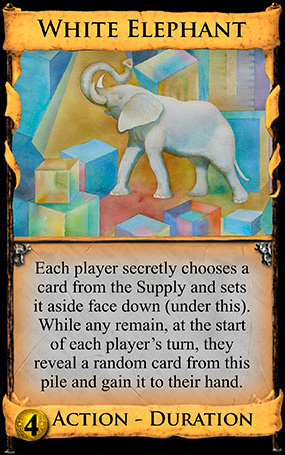 White Elephant
Each player secretly chooses a
card from the Supply and sets
it aside face down (under this).
While any remain, at the start
of each player's turn, they
reveal a random card from this
pile and gain it to their hand.
4 Action - Duration